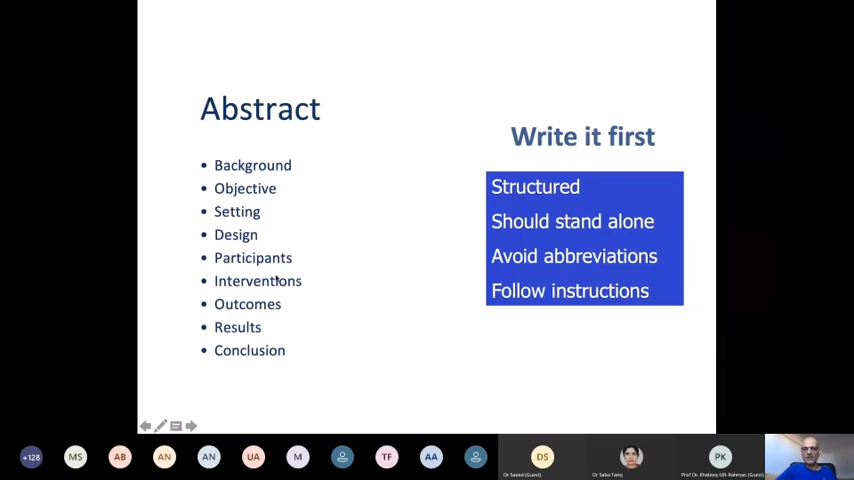 Abstract
• Background
• Objective
• Setting
• Design
• Participants
• Interventions
• Outcomes
• Results
• Conclusion
Write it first
Structured
Should stand alone
Avoid abbreviations
Follow instructions
+128
MS
AB
AN
AN
UA
M
TF
AA
DS
Dr Saeed (Guest)
Dr Saba Tariq
PK
Prof Dr. Khaleeq-UR-Rahman (Guest)